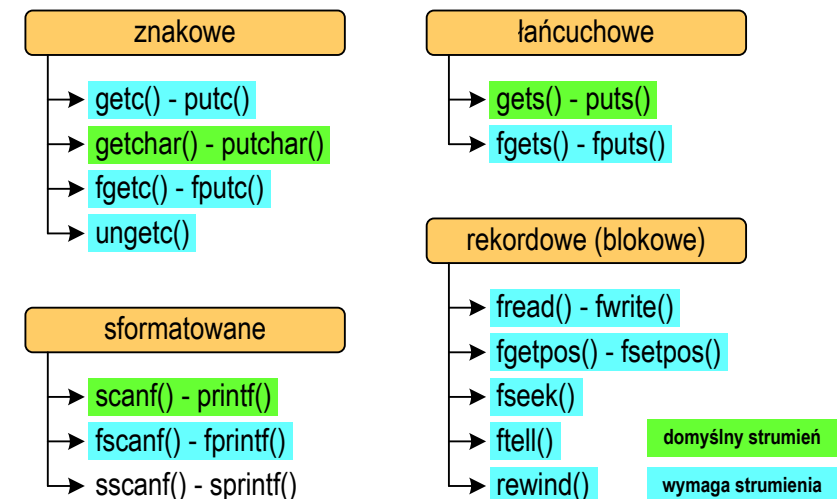 znakowe
getc() - putc()
getchar() - putchar()
fgetc() - fputc()
ungetc()
łańcuchowe
gets() - puts()
fgets() - fputs()
sformatowane
scanf() - printf()
fscanf() - fprintf()
sscanf() - sprintf()
rekordowe (blokowe)
fread() - fwrite()
fgetpos() - fsetpos()
fseek()
ftell()
rewind()
domyślny strumień
wymaga strumienia